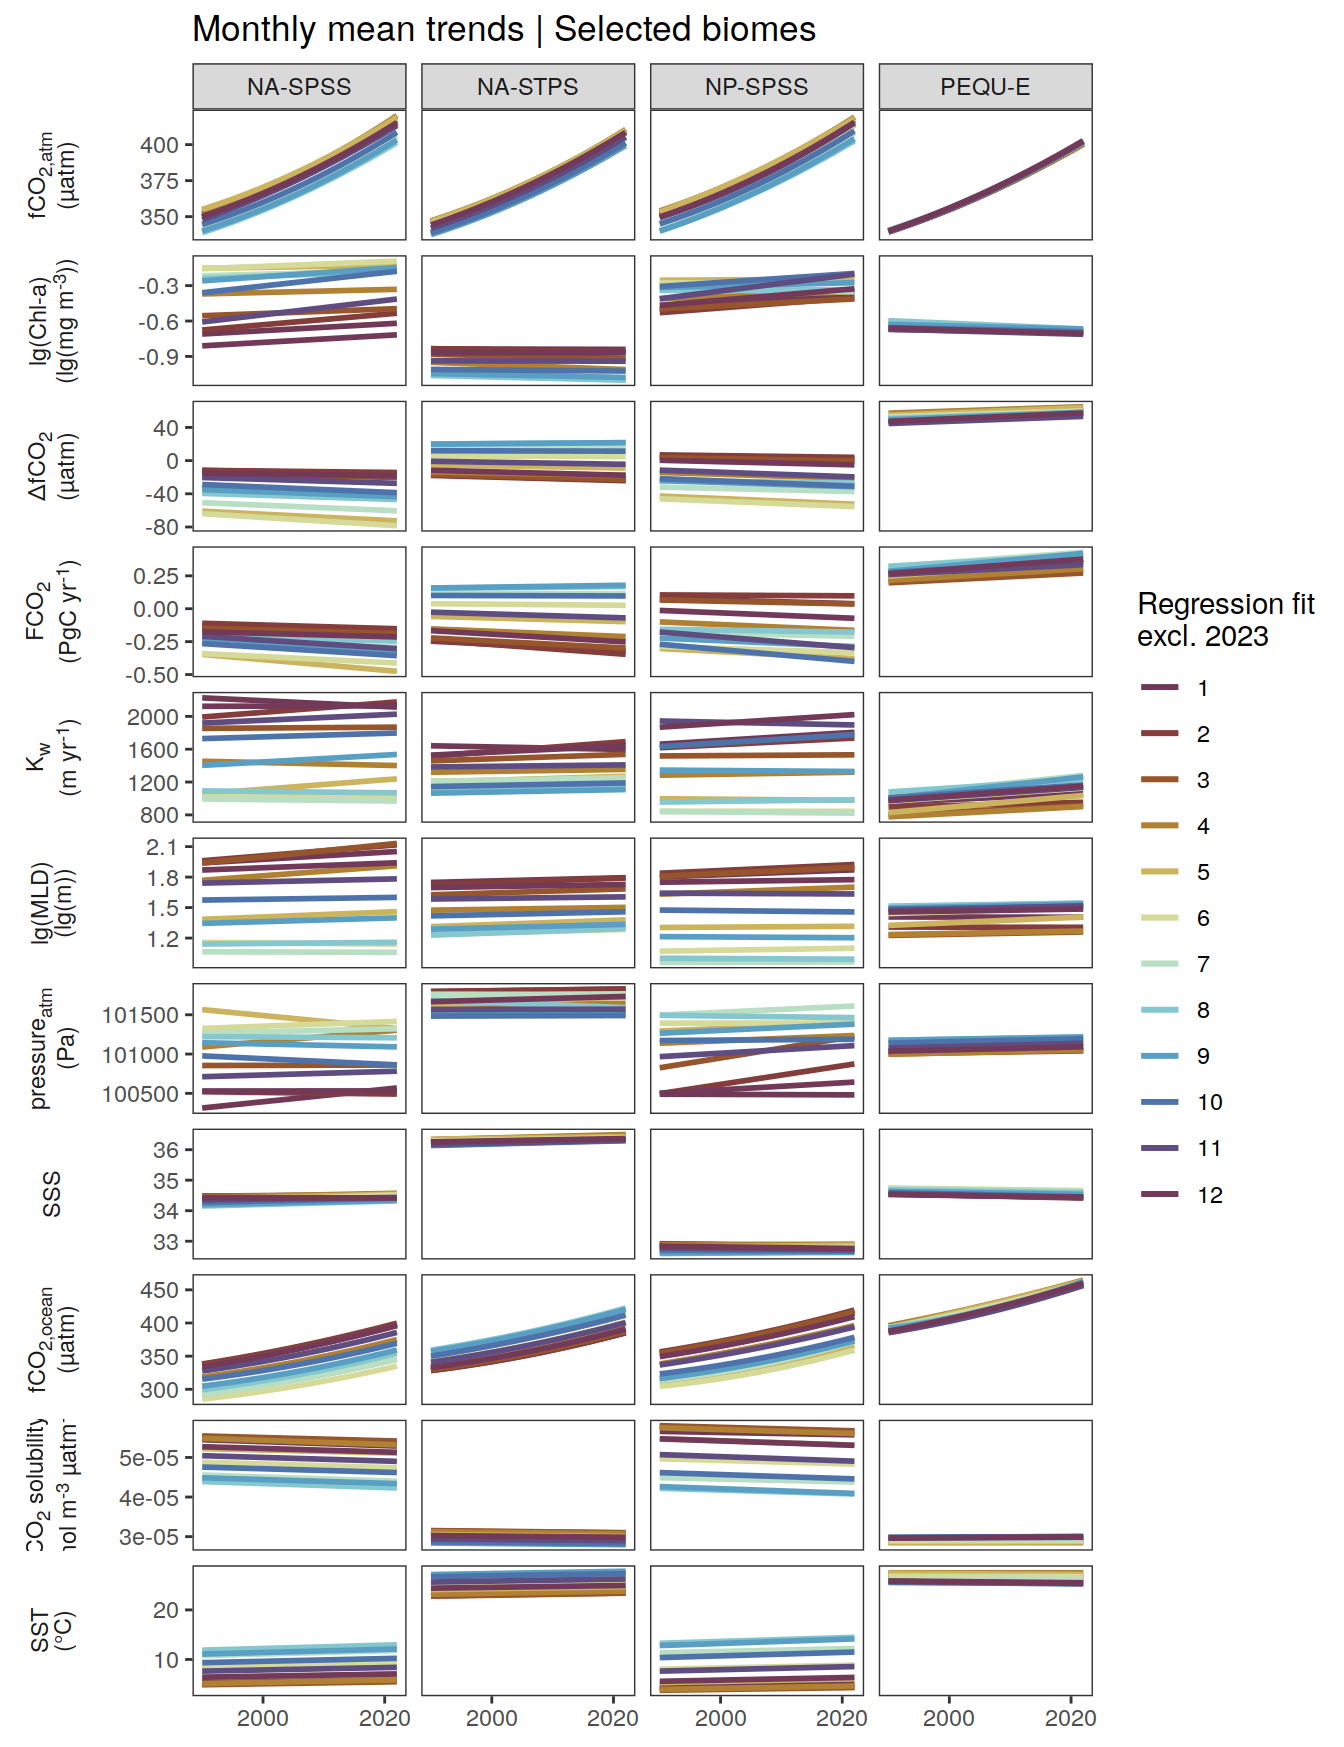 Monthly mean trends | Selected biomes
NA-SPSS
NA-STPS
NP-SPSS
PEQU-E
fCO2,atm
(µatm)
400
375
350
lg(Chl-a)
(lg(mg m-3))
-0.3
-0.6
-0.9
ΔfCO2
(µatm)
40
0
-40
-80
FCO2
(PgC yr-1)
0.25
0.00
-0.25
-0.50
Kw
(m yr-1)
2000
1600
1200
800
lg(MLD)
(lg(m))
2.1
1.8
1.5
1.2
pressureatm
(Pa)
101500
101000
100500
SSS
36
35
34
33
fCO2,ocean
(µatm)
450
400
350
300
CO2 solubility
ol m-3 µatm-
5e-05
4e-05
3e-05
SST
(°C)
20
10
2000
2020
2000
2020
2000
2020
2000
2020
Regression fit
excl. 2023
1
2
3
4
5
6
7
8
9
10
11
12